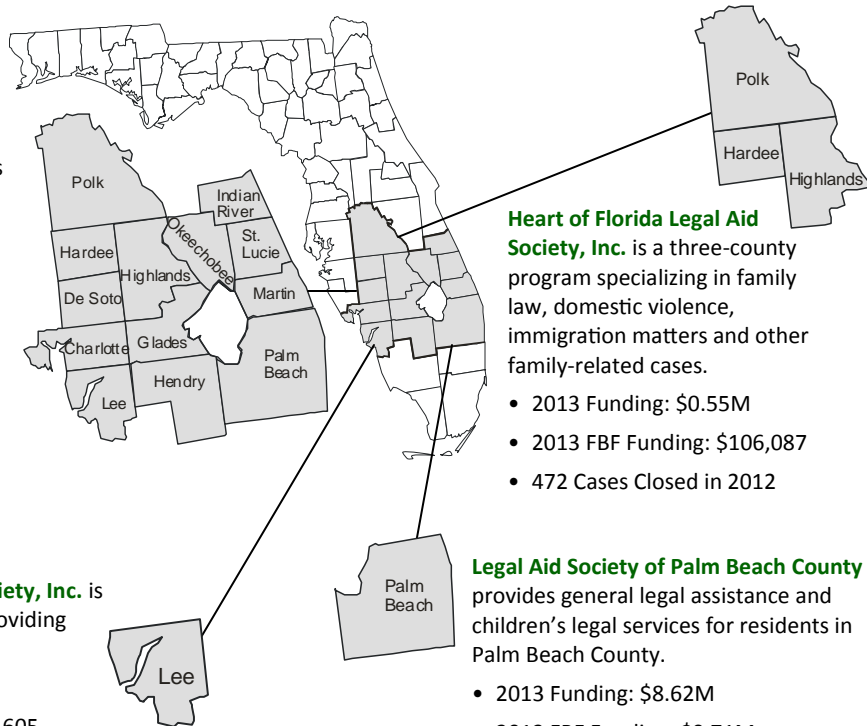 s
Polk
Indian
River
Okeechobee
St.
Lucie
Hardee
Highlands
De Soto
Martin
Charlotte
Glades
Palm
Beach
Hendry
Lee
Polk
Hardee
Highlands
Heart of Florida Legal Aid
Society, Inc. is a three-county
program specializing in family
law, domestic violence,
immigration matters and other
family-related cases.
• 2013 Funding: $0.55M
• 2013 FBF Funding: $106,087
• 472 Cases Closed in 2012
iety, Inc. is
oviding
Lee
605
Palm
Beach
Legal Aid Society of Palm Beach County
provides general legal assistance and
children’s legal services for residents in
Palm Beach County.
• 2013 Funding: $8.62M